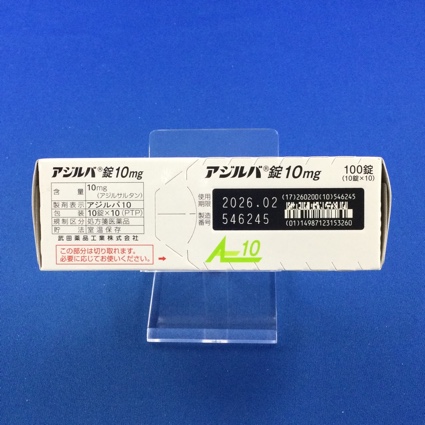 アジルバ®錠10mg
含量 10mg (アジルサルタン)
製剤表示 アジルバ10
包装 10錠×10(PTP)
規制区分 処方箋医薬品
貯法 室温保存
武田薬品工業株式会社
この部分は切り取れます。
必要に応じてお使いください。
アジルバ®錠10mg
100錠
(10錠×10)
使用期限 2026.02
製造番号 546245
(17)260200(10)546245
(01)14987123153260
A 10